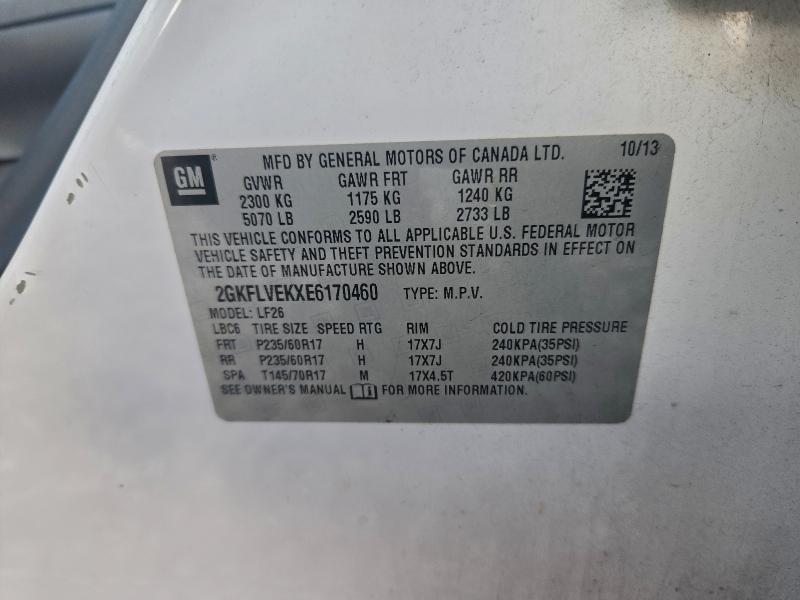 GM ® MFD BY GENERAL MOTORS OF CANADA LTD. 10/13
GVWR GAWR FRT GAWR RR
2300 KG 1175 KG 1240 KG
5070 LB 2590 LB 2733 LB
THIS VEHICLE CONFORMS TO ALL APPLICABLE U.S. FEDERAL MOTOR
VEHICLE SAFETY AND THEFT PREVENTION STANDARDS IN EFFECT ON
THE DATE OF MANUFACTURE SHOWN ABOVE.
2GKFLVEKXE6170460 TYPE: M.P.V.
MODEL: LF26
LBC6 TIRE SIZE SPEED RTG RIM COLD TIRE PRESSURE
FRT P235/60R17 H 17X7J 240KPA(35PSI)
RR P235/60R17 H 17X7J 240KPA(35PSI)
SPA T145/70R17 M 17X4.5T 420KPA(60PSI)
SEE OWNER'S MANUAL FOR MORE INFORMATION.